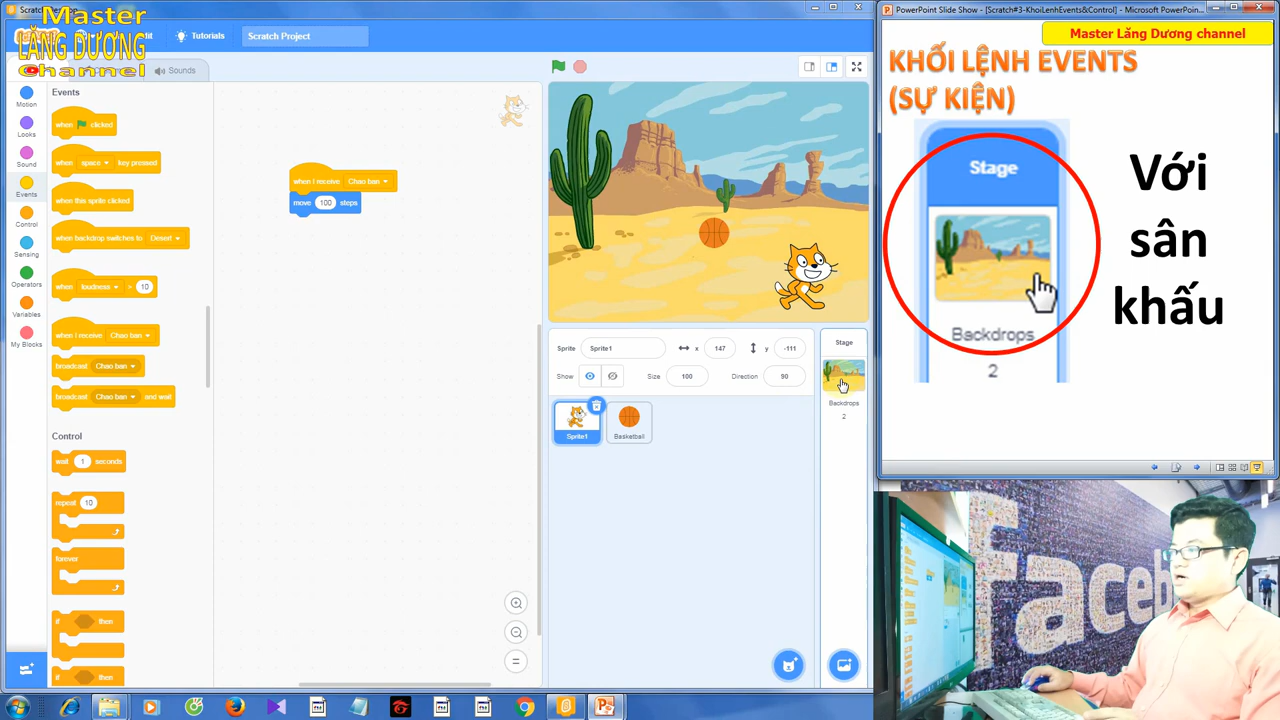 Master
LĂNG DƯƠNG
Channel
Tutorials
Scratch Project
Sounds
Motion
Looks
Sound
Events
Control
Sensing
Operators
Variables
My Blocks
Events
when clicked
when space key pressed
when this sprite clicked
when backdrop switches to Desert
when loudness > 10
when I receive Chao ban
broadcast Chao ban
broadcast Chao ban and wait
Control
wait 1 seconds
repeat 10
forever
if then
if then
when I receive Chao ban
move 100 steps
Sprite Sprite1 x 147 y -111
Show Size 100 Direction 90
Sprite1
Basketball
Stage
Backdrops
2
PowerPoint Slide Show - [Scratch#3-KhoiLenhEvents&Control] - Microsoft PowerPoin...
Master Lăng Dương channel
KHỐI LỆNH EVENTS
(SỰ KIỆN)
Stage
Backdrops
2
Với
sân
khấu